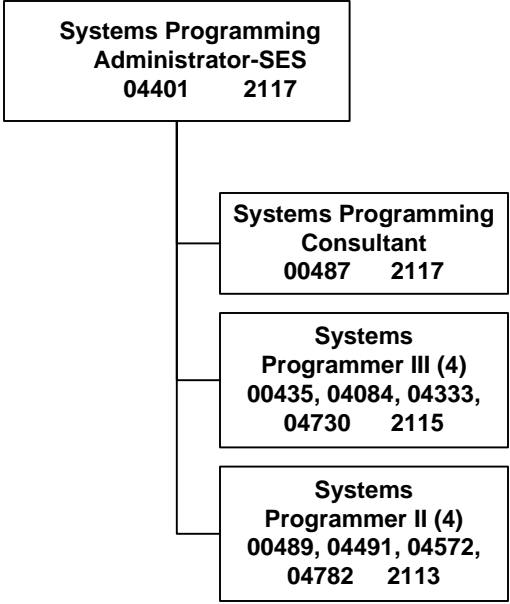 Systems Programming
Administrator-SES
04401 2117
Systems Programming
Consultant
00487 2117
Systems
Programmer III (4)
00435, 04084, 04333,
04730 2115
Systems
Programmer II (4)
00489, 04491, 04572,
04782 2113